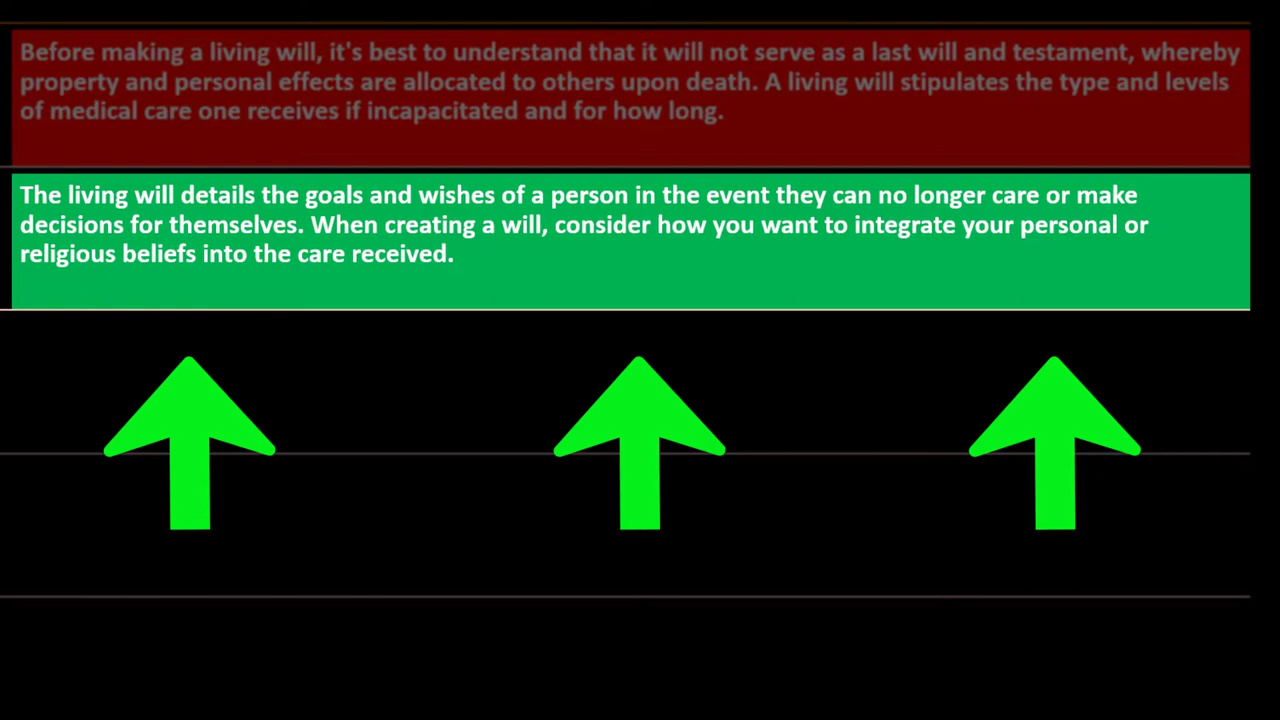 Before making a living will, it's best to understand that it will not serve as a last will and testament, whereby
property and personal effects are allocated to others upon death. A living will stipulates the type and levels
of medical care one receives if incapacitated and for how long.
The living will details the goals and wishes of a person in the event they can no longer care or make
decisions for themselves. When creating a will, consider how you want to integrate your personal or
religious beliefs into the care received.